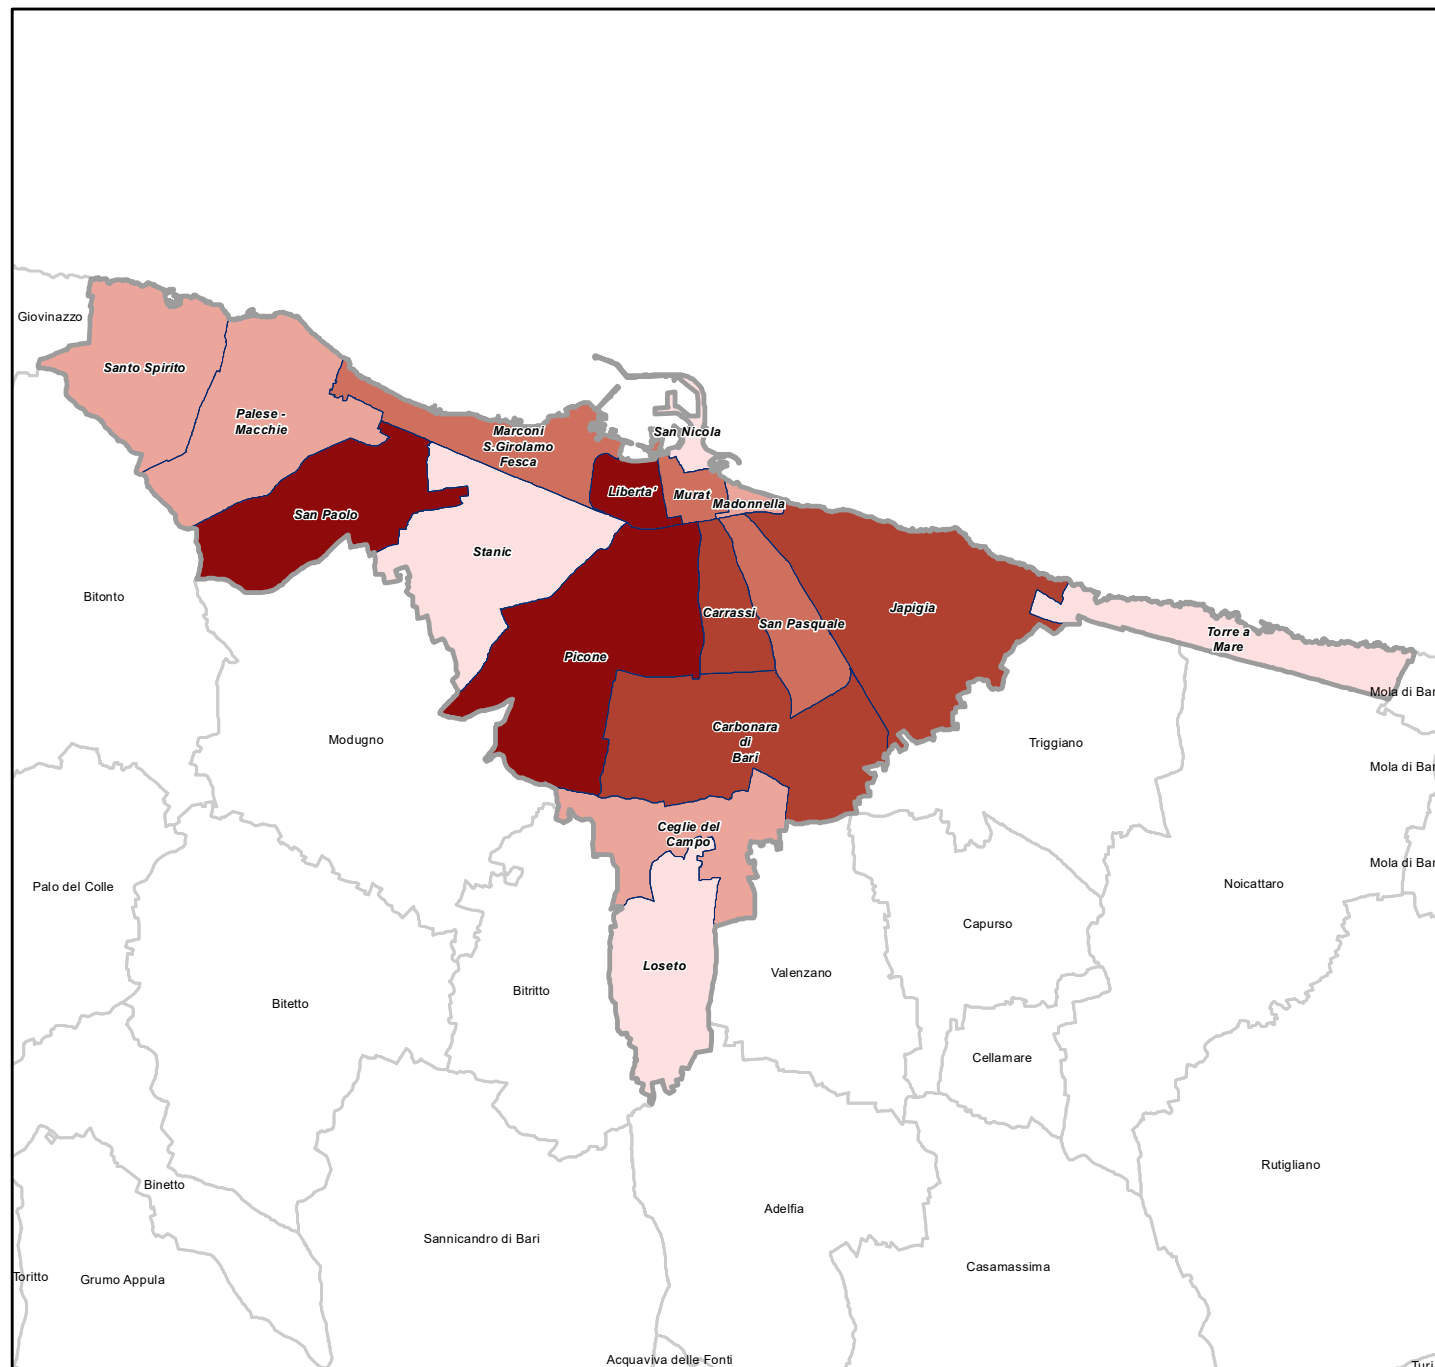 Giovinazzo
Santo Spirito
Palese -
Macchie
Marconi
S.Girolamo
Fesca
San Nicola
Liberta'
Murat
Madonnella
San Paolo
Stanic
Bitonto
Carrassi
San Pasquale
Japigia
Torre a
Mare
Picone
Mola di Bar
Modugno
Carbonara
di
Bari
Triggiano
Mola di Bar
Ceglie del
Campo
Mola di Bar
Palo del Colle
Noicattaro
Capurso
Loseto
Valenzano
Bitritto
Bitetto
Cellamare
Rutigliano
Binetto
Adelfia
Sannicandro di Bari
Casamassima
Toritto
Grumo Appula
Acquaviva delle Fonti
Turi